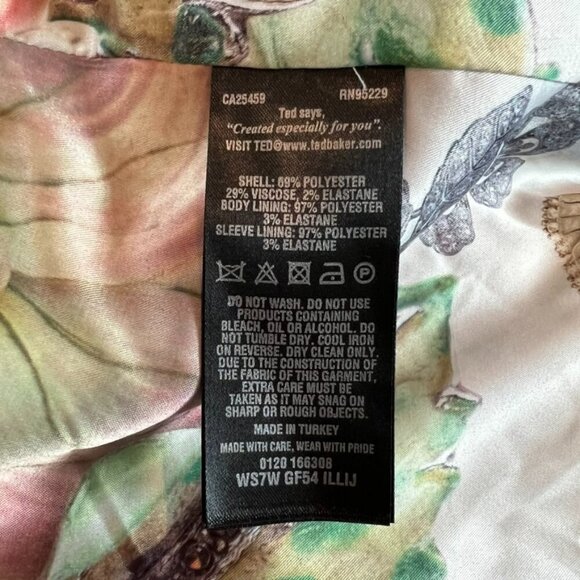 CA25459 RN95229
Ted says,
"Created especially for you".
VISIT TED@www.tedbaker.com
SHELL: 69% POLYESTER
29% VISCOSE, 2% ELASTANE
BODY LINING: 97% POLYESTER
3% ELASTANE
SLEEVE LINING: 97% POLYESTER
3% ELASTANE
P
DO NOT WASH. DO NOT USE
PRODUCTS CONTAINING
BLEACH, OIL OR ALCOHOL. DO
NOT TUMBLE DRY. COOL IRON
ON REVERSE. DRY CLEAN ONLY.
DUE TO THE CONSTRUCTION OF
THE FABRIC OF THIS GARMENT,
EXTRA CARE MUST BE
TAKEN AS IT MAY SNAG ON
SHARP OR ROUGH OBJECTS.
MADE IN TURKEY
MADE WITH CARE, WEAR WITH PRIDE
0120 166308
WS7W GF54 ILLIJ